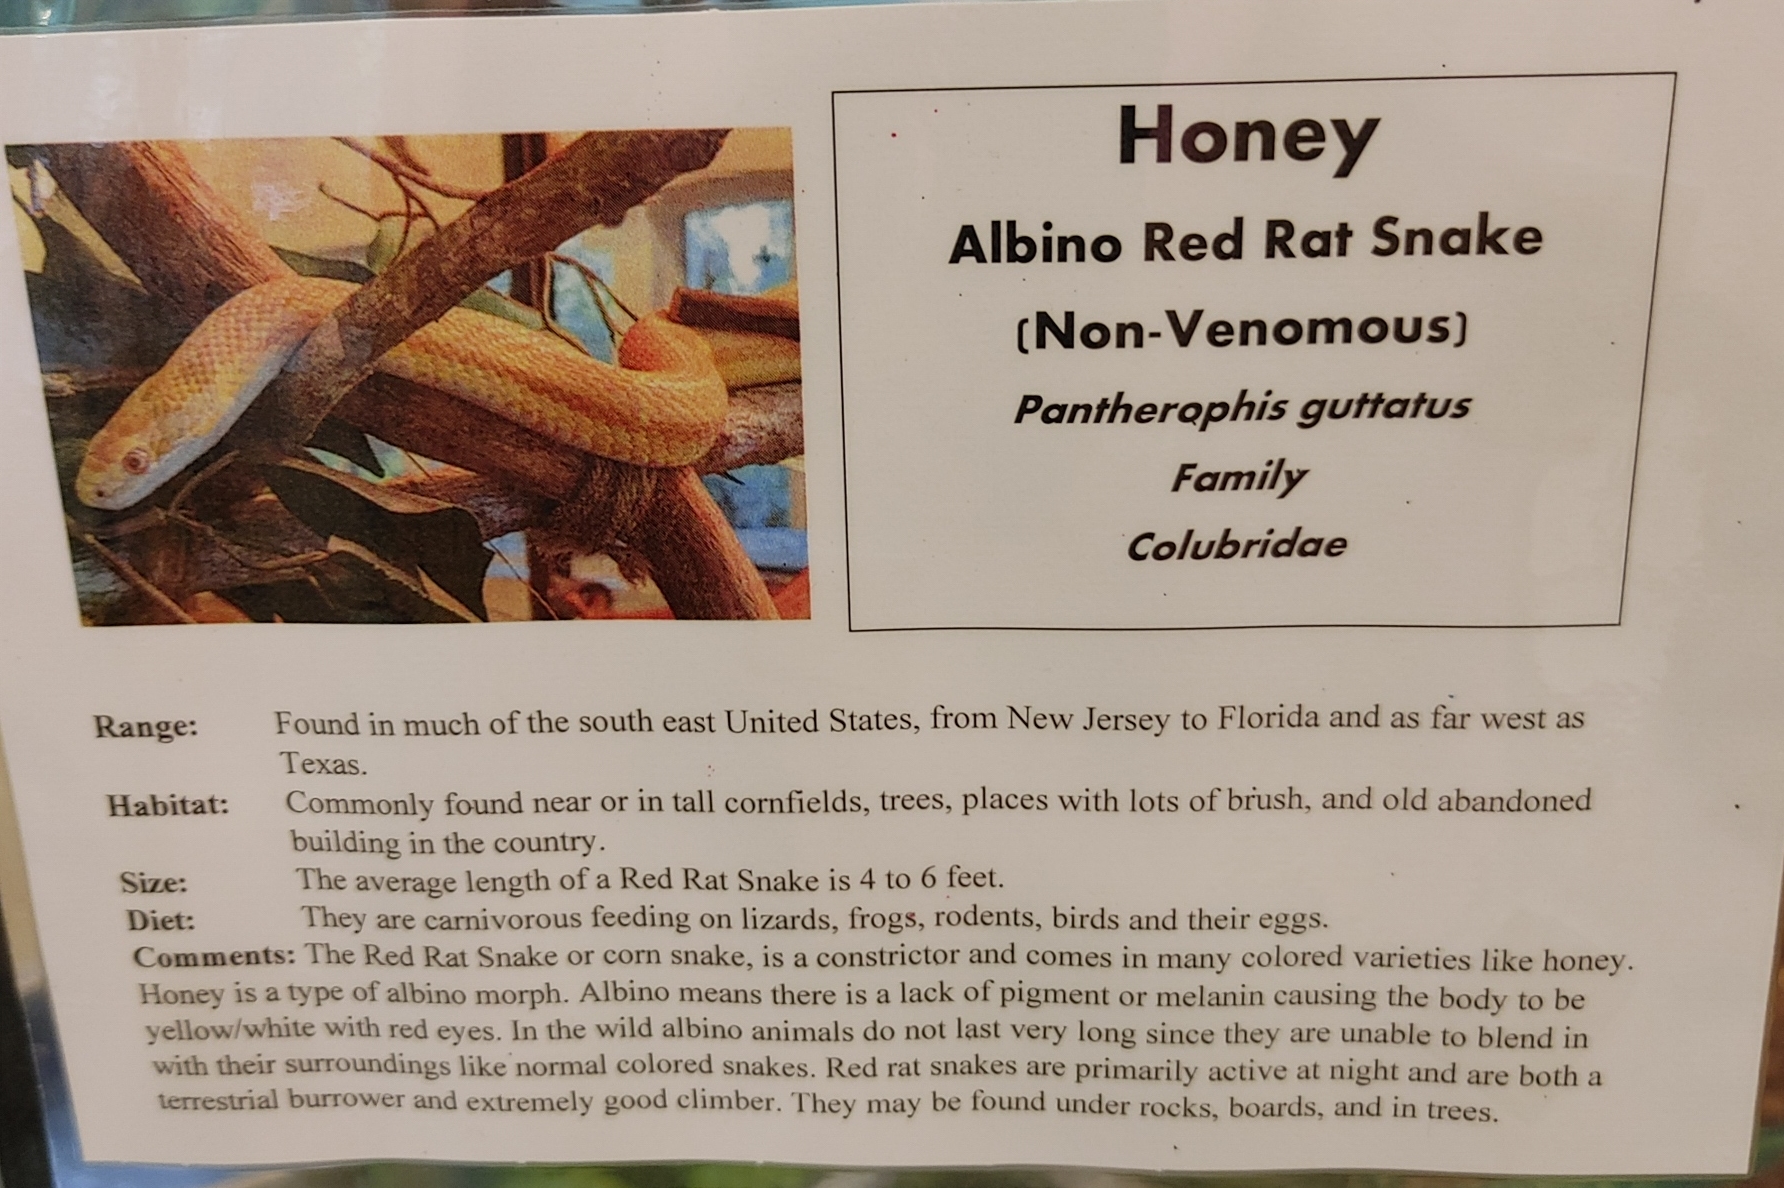 Honey
Albino Red Rat Snake
(Non-Venomous)
Pantherophis guttatus
Family
Colubridae
Range: Found in much of the south east United States, from New Jersey to Florida and as far west as
Texas.
Habitat: Commonly found near or in tall cornfields, trees, places with lots of brush, and old abandoned
building in the country.
Size: The average length of a Red Rat Snake is 4 to 6 feet.
Diet: They are carnivorous feeding on lizards, frogs, rodents, birds and their eggs.
Comments: The Red Rat Snake or corn snake, is a constrictor and comes in many colored varieties like honey.
Honey is a type of albino morph. Albino means there is a lack of pigment or melanin causing the body to be
yellow/white with red eyes. In the wild albino animals do not last very long since they are unable to blend in
with their surroundings like normal colored snakes. Red rat snakes are primarily active at night and are both a
terrestrial burrower and extremely good climber. They may be found under rocks, boards, and in trees.